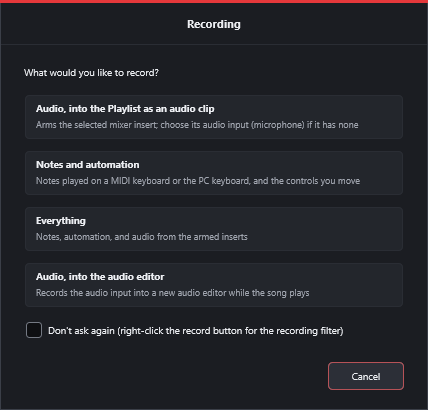 Recording
What would you like to record?
Audio, into the Playlist as an audio clip
Arms the selected mixer insert; choose its audio input (microphone) if it has none
Notes and automation
Notes played on a MIDI keyboard or the PC keyboard, and the controls you move
Everything
Notes, automation, and audio from the armed inserts
Audio, into the audio editor
Records the audio input into a new audio editor while the song plays
Don't ask again (right-click the record button for the recording filter)
Cancel